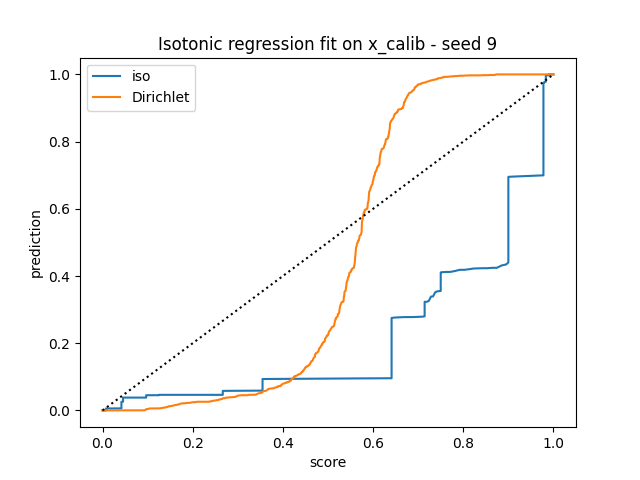 Isotonic regression fit on x_calib - seed 9
iso
Dirichlet
prediction
1.0
0.8
0.6
0.4
0.2
0.0
0.0 0.2 0.4 0.6 0.8 1.0
score